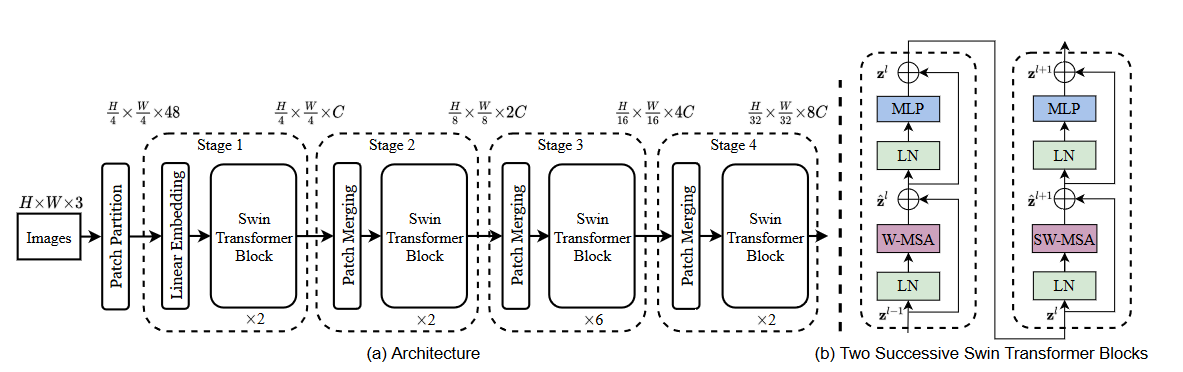 H/4 × W/4 × 48
H/4 × W/4 × C
H/8 × W/8 × 2C
H/16 × W/16 × 4C
H/32 × W/32 × 8C
H×W×3
Images
Patch Partition
Stage 1
Linear Embedding
Swin
Transformer
Block
×2
Stage 2
Patch Merging
Swin
Transformer
Block
×2
Stage 3
Patch Merging
Swin
Transformer
Block
×6
Stage 4
Patch Merging
Swin
Transformer
Block
×2
(a) Architecture
z^l
MLP
LN
ẑ^l
W-MSA
LN
z^{l-1}
z^{l+1}
MLP
LN
ẑ^{l+1}
SW-MSA
LN
z^l
(b) Two Successive Swin Transformer Blocks